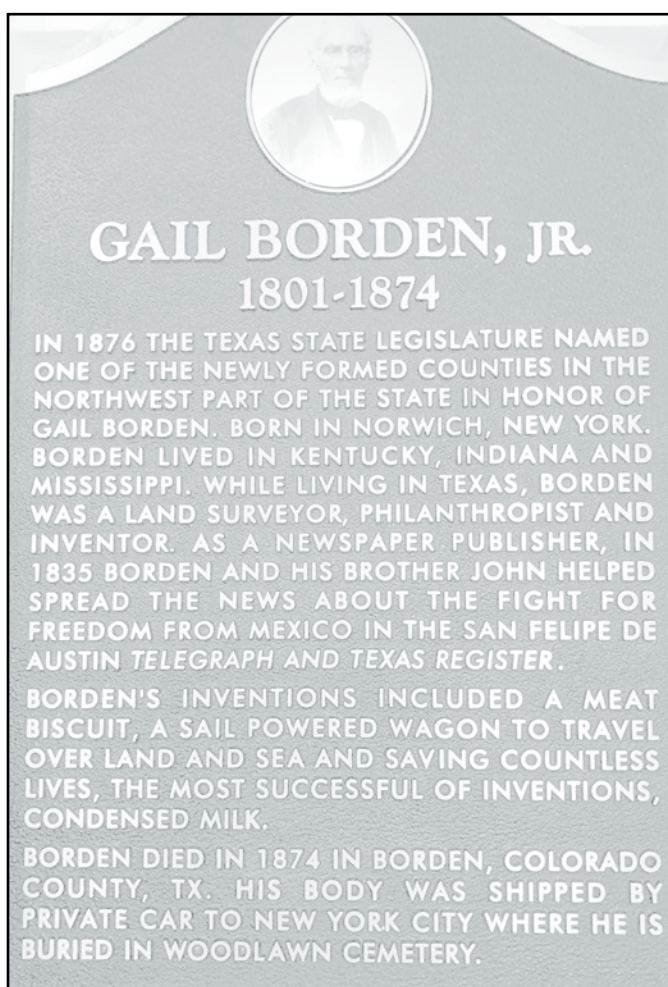 GAIL BORDEN, JR.
1801-1874
IN 1876 THE TEXAS STATE LEGISLATURE NAMED
ONE OF THE NEWLY FORMED COUNTIES IN THE
NORTHWEST PART OF THE STATE IN HONOR OF
GAIL BORDEN. BORN IN NORWICH, NEW YORK.
BORDEN LIVED IN KENTUCKY, INDIANA AND
MISSISSIPPI. WHILE LIVING IN TEXAS, BORDEN
WAS A LAND SURVEYOR, PHILANTHROPIST AND
INVENTOR. AS A NEWSPAPER PUBLISHER, IN
1835 BORDEN AND HIS BROTHER JOHN HELPED
SPREAD THE NEWS ABOUT THE FIGHT FOR
FREEDOM FROM MEXICO IN THE SAN FELIPE DE
AUSTIN TELEGRAPH AND TEXAS REGISTER.
BORDEN'S INVENTIONS INCLUDED A MEAT
BISCUIT, A SAIL POWERED WAGON TO TRAVEL
OVER LAND AND SEA AND SAVING COUNTLESS
LIVES, THE MOST SUCCESSFUL OF INVENTIONS,
CONDENSED MILK.
BORDEN DIED IN 1874 IN BORDEN, COLORADO
COUNTY, TX. HIS BODY WAS SHIPPED BY
PRIVATE CAR TO NEW YORK CITY WHERE HE IS
BURIED IN WOODLAWN CEMETERY.